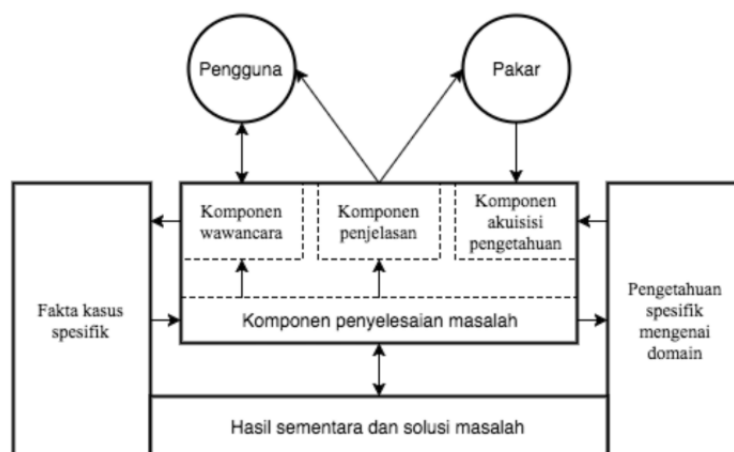 Pengguna
Pakar
Komponen
wawancara
Komponen
penjelasan
Komponen
akuisisi
pengetahuan
Fakta kasus
spesifik
Komponen penyelesaian masalah
Pengetahuan
spesifik
mengenai
domain
Hasil sementara dan solusi masalah